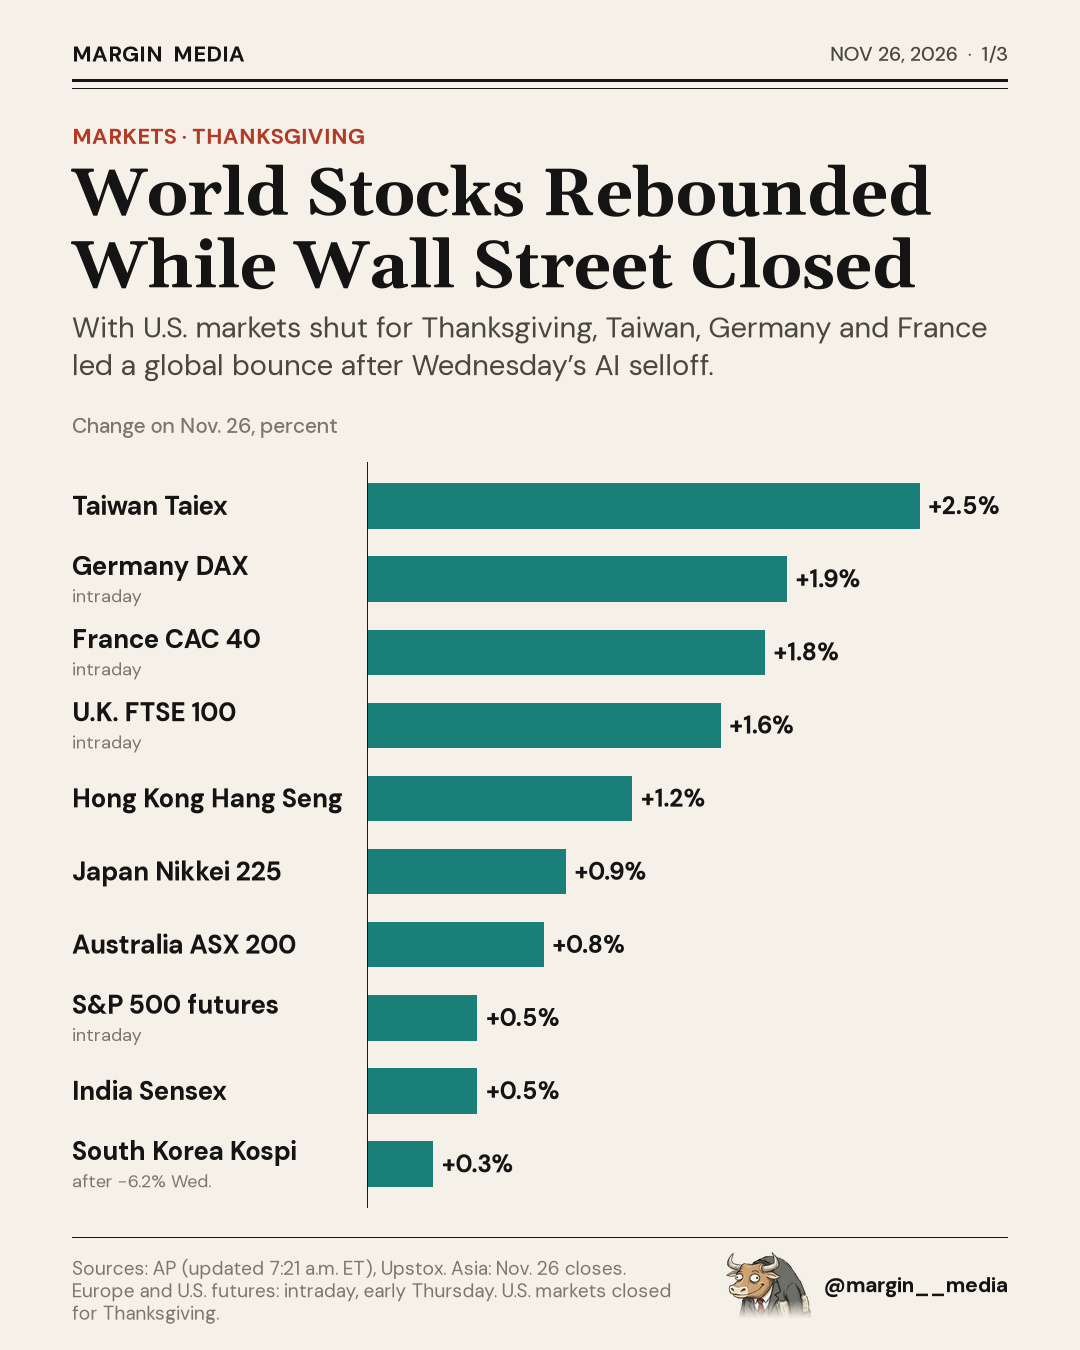 MARGIN MEDIA
NOV 26, 2026 · 1/3
MARKETS · THANKSGIVING
World Stocks Rebounded
While Wall Street Closed
With U.S. markets shut for Thanksgiving, Taiwan, Germany and France
led a global bounce after Wednesday’s AI selloff.
Change on Nov. 26, percent
Taiwan Taiex
+2.5%
Germany DAX
intraday
+1.9%
France CAC 40
intraday
+1.8%
U.K. FTSE 100
intraday
+1.6%
Hong Kong Hang Seng
+1.2%
Japan Nikkei 225
+0.9%
Australia ASX 200
+0.8%
S&P 500 futures
intraday
+0.5%
India Sensex
+0.5%
South Korea Kospi
after −6.2% Wed.
+0.3%
Sources: AP (updated 7:21 a.m. ET), Upstox. Asia: Nov. 26 closes.
Europe and U.S. futures: intraday, early Thursday. U.S. markets closed
for Thanksgiving.
@margin__media